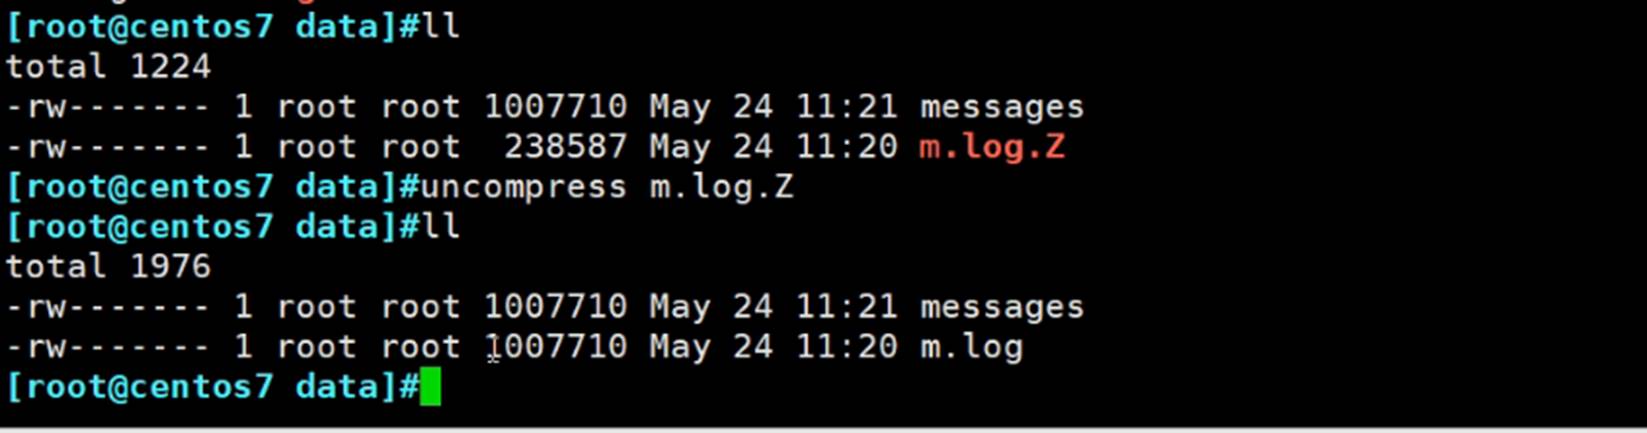 [root@centos7 data]#ll
total 1224
-rw------- 1 root root 1007710 May 24 11:21 messages
-rw------- 1 root root  238587 May 24 11:20 m.log.Z
[root@centos7 data]#uncompress m.log.Z
[root@centos7 data]#ll
total 1976
-rw------- 1 root root 1007710 May 24 11:21 messages
-rw------- 1 root root 1007710 May 24 11:20 m.log
[root@centos7 data]#